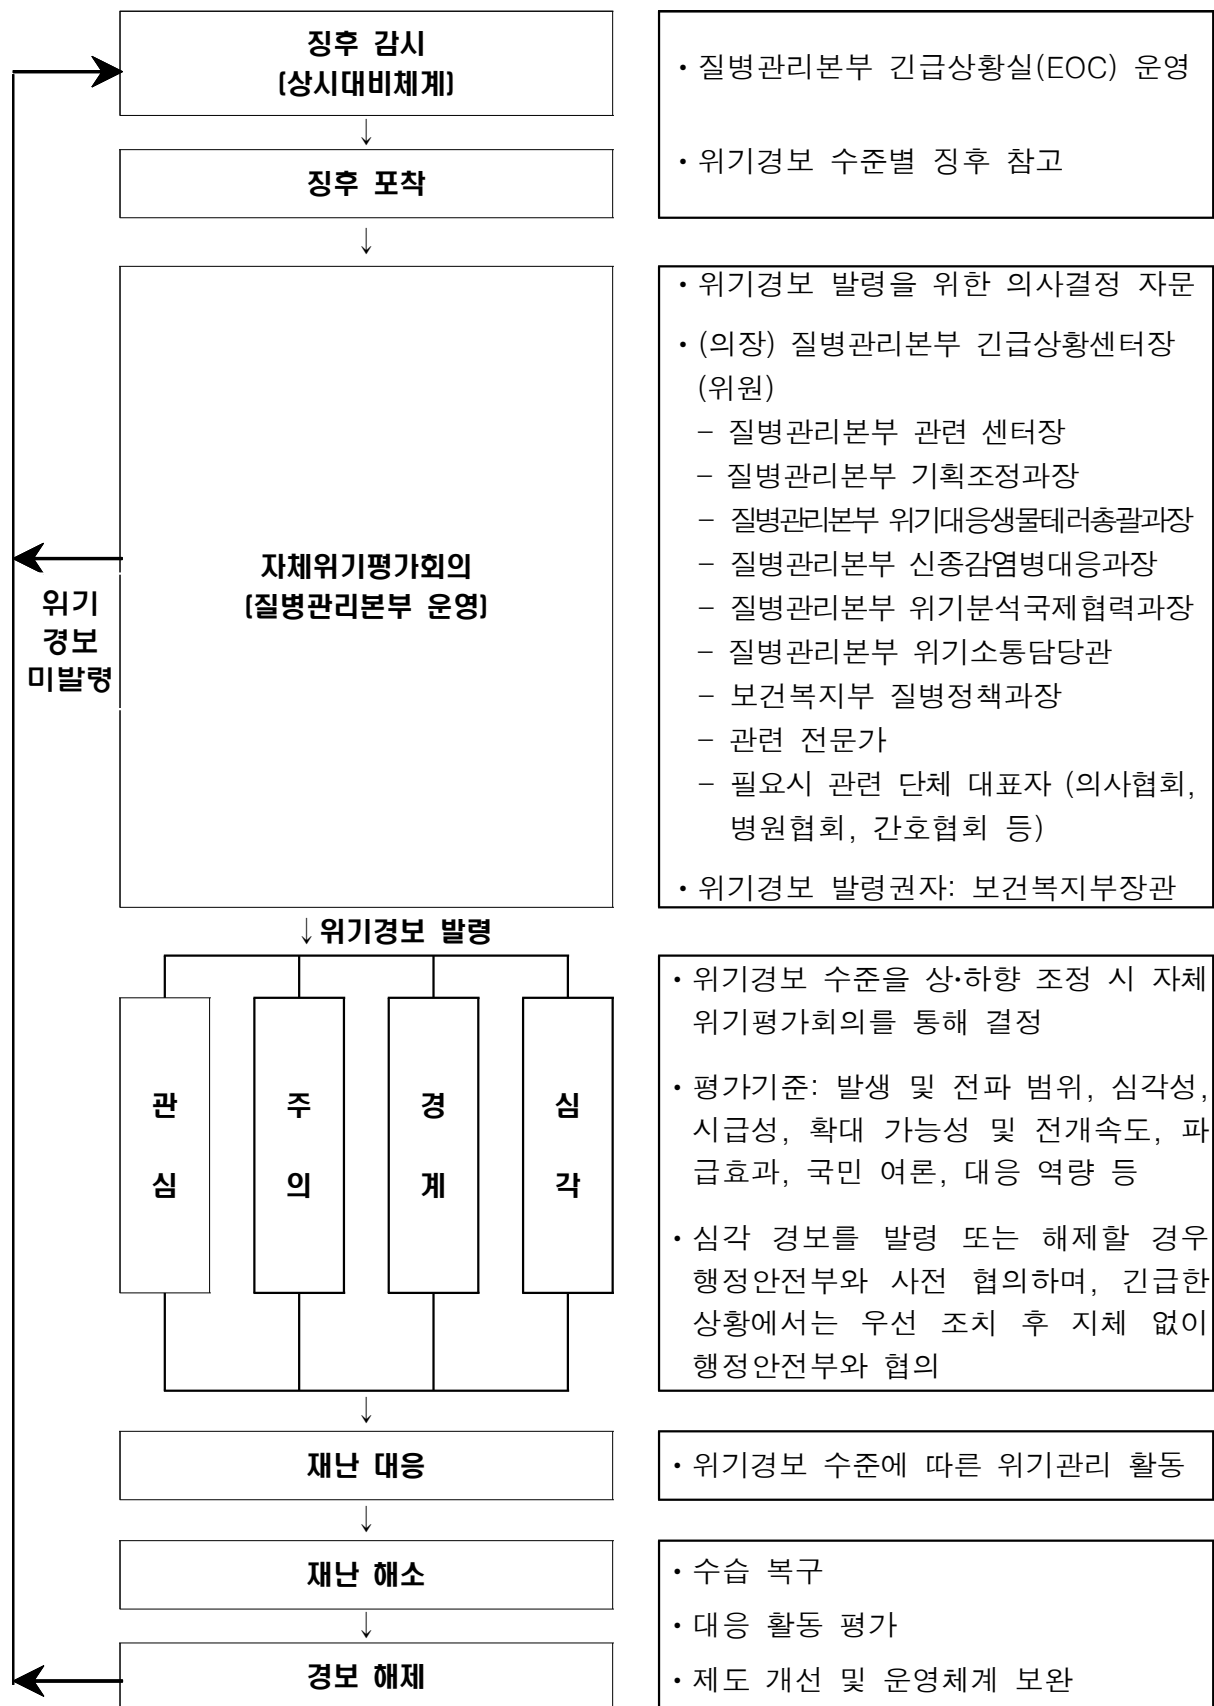 징후 감시
(상시대비체계)
• 질병관리본부 긴급상황실(EOC) 운영
↓
징후 포착
• 위기경보 수준별 징후 참고
↓
자체위기평가회의
(질병관리본부 운영)
위기
경보
미발령
• 위기경보 발령을 위한 의사결정 자문
• (의장) 질병관리본부 긴급상황센터장
(위원)
– 질병관리본부 관련 센터장
– 질병관리본부 기획조정과장
– 질병관리본부 위기대응생물테러총괄과장
– 질병관리본부 신종감염병대응과장
– 질병관리본부 위기분석국제협력과장
– 질병관리본부 위기소통담당관
– 보건복지부 질병정책과장
– 관련 전문가
– 필요시 관련 단체 대표자 (의사협회,
병원협회, 간호협회 등)
• 위기경보 발령권자: 보건복지부장관
↓위기경보 발령
관
심
주
의
경
계
심
각
• 위기경보 수준을 상·하향 조정 시 자체
위기평가회의를 통해 결정
• 평가기준: 발생 및 전파 범위, 심각성,
시급성, 확대 가능성 및 전개속도, 파
급효과, 국민 여론, 대응 역량 등
• 심각 경보를 발령 또는 해제할 경우
행정안전부와 사전 협의하며, 긴급한
상황에서는 우선 조치 후 지체 없이
행정안전부와 협의
↓
재난 대응
• 위기경보 수준에 따른 위기관리 활동
↓
재난 해소
• 수습 복구
↓
• 대응 활동 평가
경보 해제
• 제도 개선 및 운영체계 보완